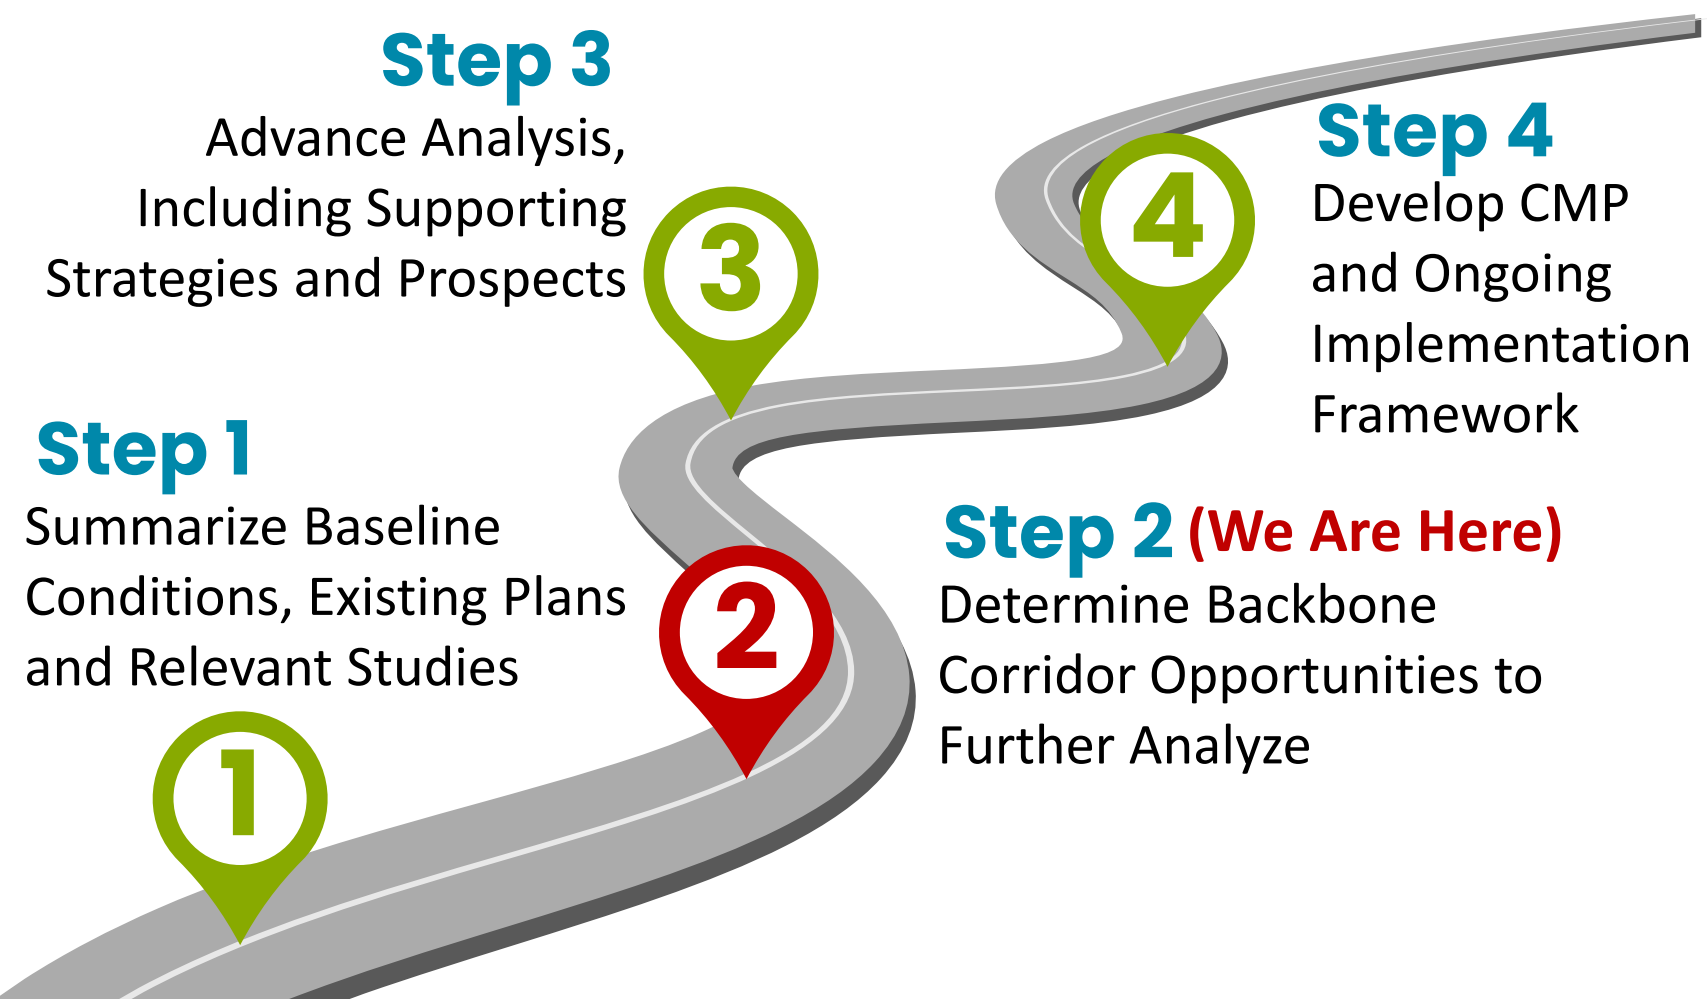 Step 3
Advance Analysis,
Including Supporting
Strategies and Prospects
3
Step 4
Develop CMP
and Ongoing
Implementation
Framework
4
Step 1
Summarize Baseline
Conditions, Existing Plans
and Relevant Studies
1
Step 2 (We Are Here)
Determine Backbone
Corridor Opportunities to
Further Analyze
2